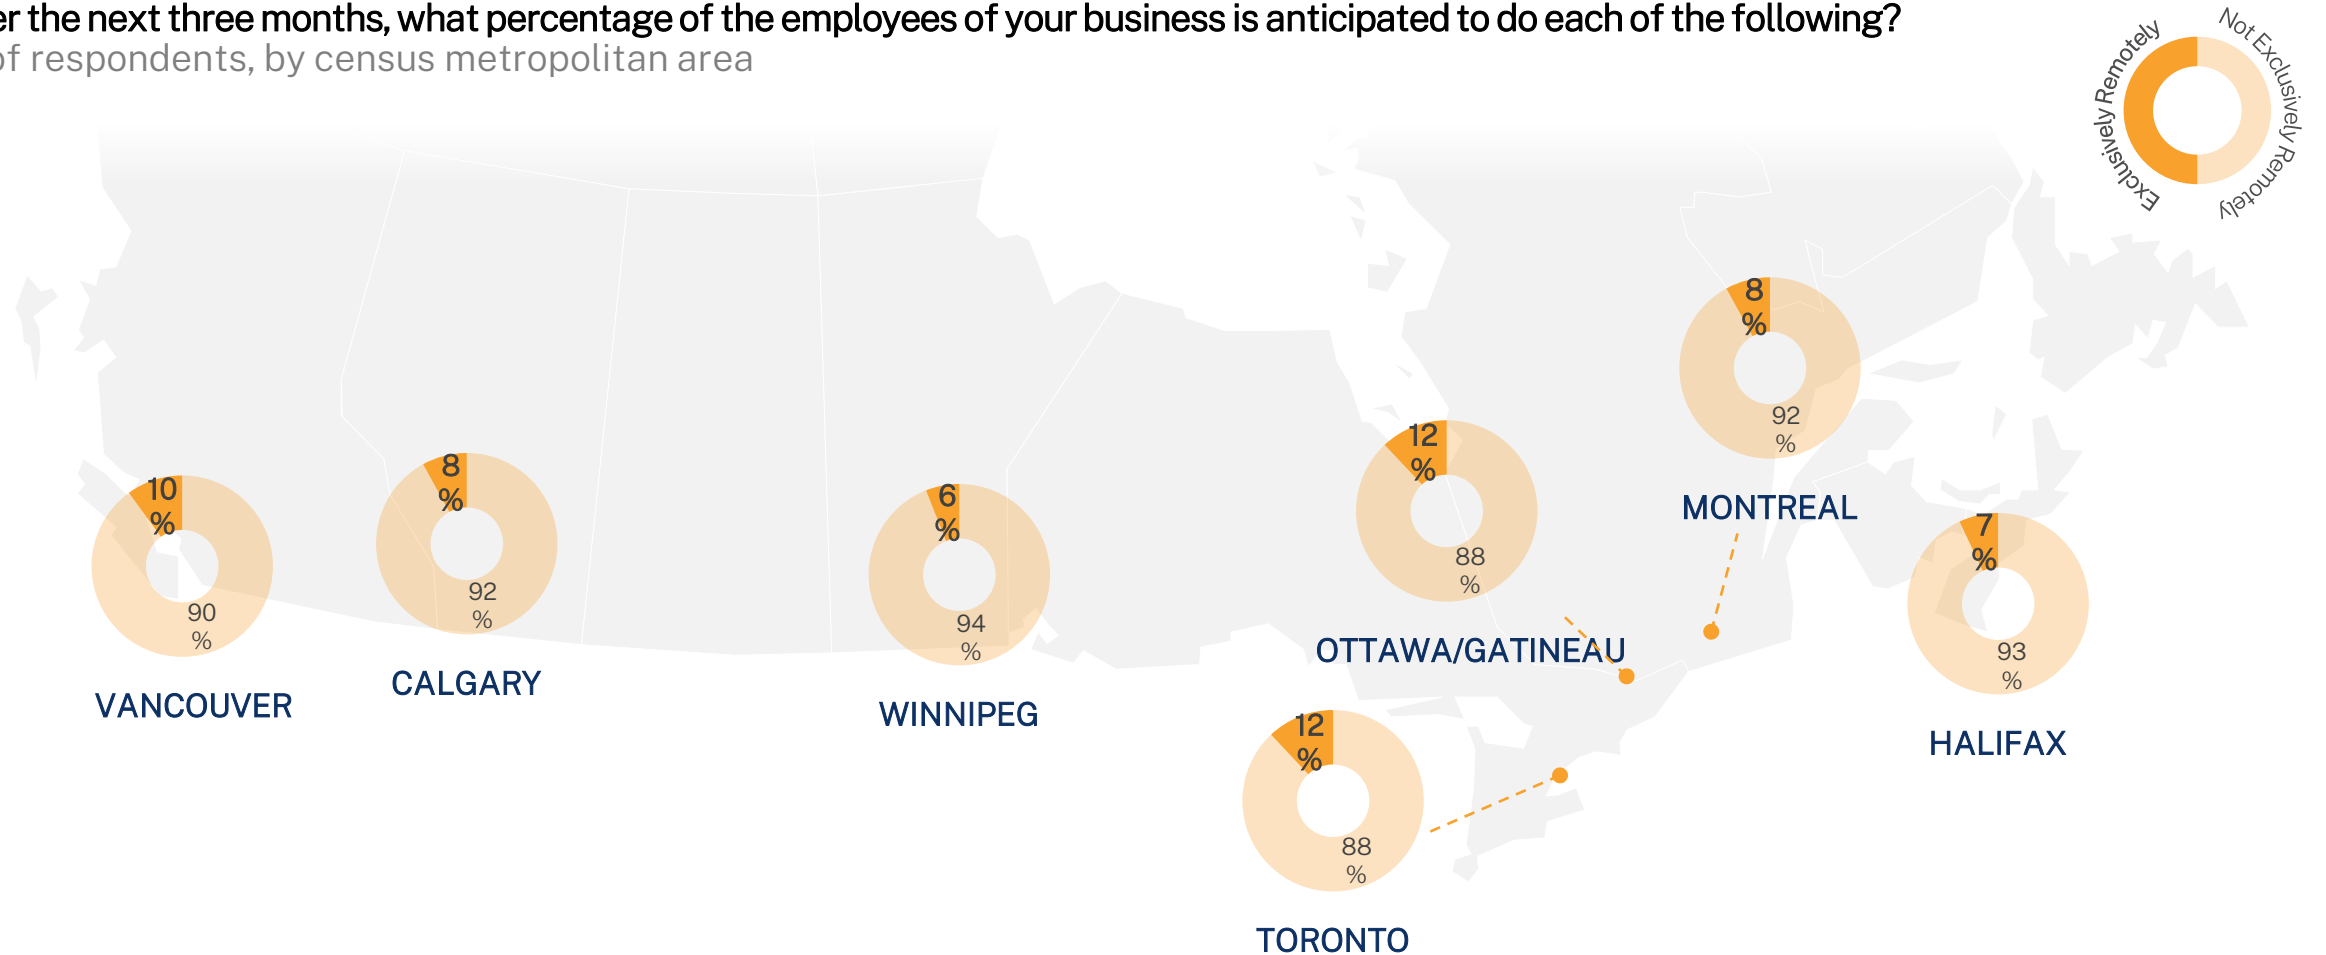 er the next three months, what percentage of the employees of your business is anticipated to do each of the following?
of respondents, by census metropolitan area
Exclusively Remotely
Not Exclusively Remotely
10
%
90
%
VANCOUVER
8
%
92
%
CALGARY
6
%
94
%
WINNIPEG
12
%
88
%
OTTAWA/GATINEAU
12
%
88
%
TORONTO
8
%
92
%
MONTREAL
7
%
93
%
HALIFAX